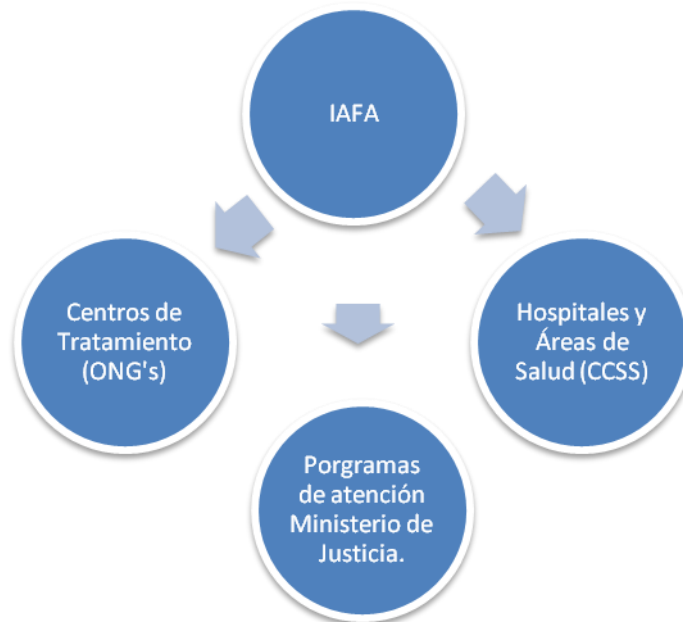 IAFA
Centros de
Tratamiento
(ONG's)
Hospitales y
Áreas de
Salud (CCSS)
Porgramas
de atención
Ministerio de
Justicia.